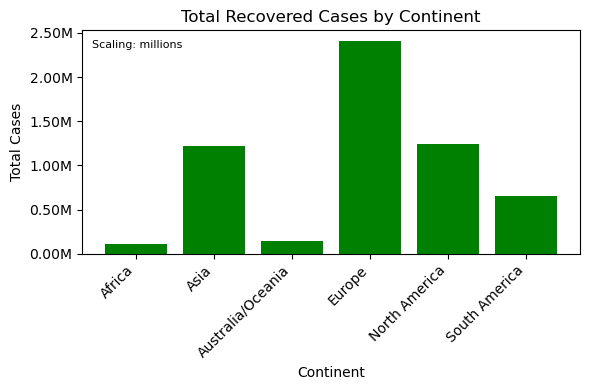 Total Recovered Cases by Continent
Scaling: millions
Total Cases
2.50M
2.00M
1.50M
1.00M
0.50M
0.00M
Africa
Asia
Australia/Oceania
Europe
North America
South America
Continent